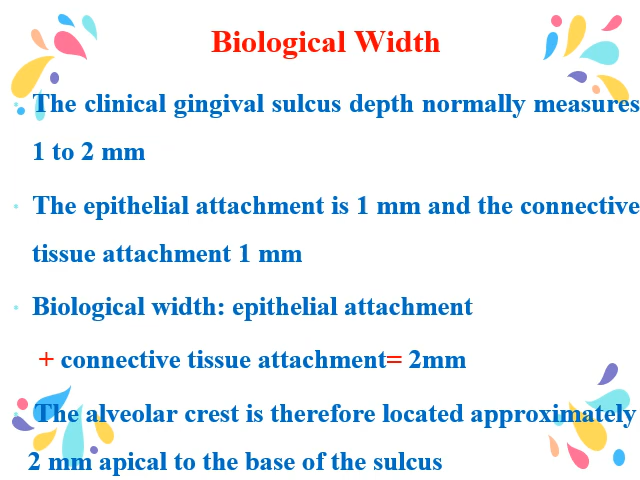 Biological Width
The clinical gingival sulcus depth normally measures
1 to 2 mm
The epithelial attachment is 1 mm and the connective
tissue attachment 1 mm
Biological width: epithelial attachment
+ connective tissue attachment= 2mm
The alveolar crest is therefore located approximately
2 mm apical to the base of the sulcus